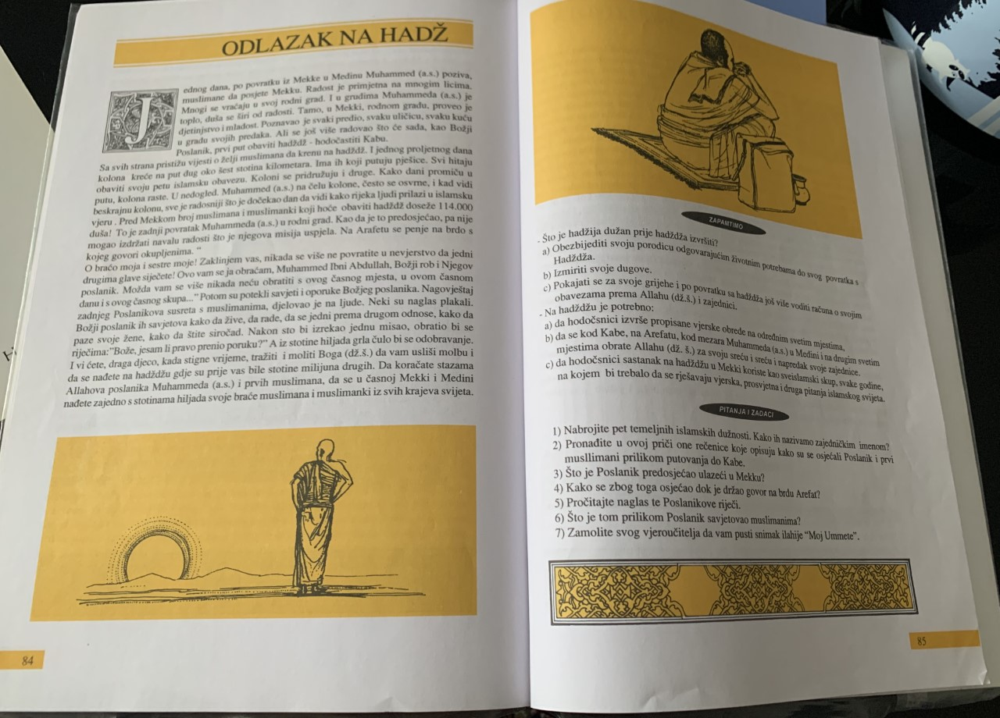 ODLAZAK NA HADŽ
Jednog dana, po povratku iz Mekke u Medinu Muhammed (a.s.) poziva,
muslimane da posjete Mekku. Radost je primjetna na mnogim licima.
Mnogi se vraćaju u svoj rodni grad. I u grudima Muhammeda (a.s.) je
toplo, duša se širi od radosti. Tamo, u Mekki, rodnom gradu, proveo je
djetinjstvo i mladost. Poznavao je svaki predio, svaku uličicu, svaku kuću
u gradu svojih predaka. Ali se još više radovao što će sada, kao Božji
Poslanik, prvi put obaviti hadždž - hodočastiti Kabu.
Sa svih strana pristižu vijesti o želji muslimana da krenu na hadždž. I jednog proljetnog dana
kolona kreće na put dug oko šest stotina kilometara. Ima ih koji putuju pješice. Svi hitaju
obaviti svoju petu islamsku obavezu. Koloni se pridružuju i druge. Kako dani promiču u
putu, kolona raste. U nedogled. Muhammed (a.s.) na čelu kolone, često se osvrne, i kad vidi
beskrajnu kolonu, sve je radosniji što je dočekao dan da vidi kako rijeka ljudi prilazi u islamsku
vjeru . Pred Mekkom broj muslimana i muslimanki koji hoće obaviti hadždž doseže 114.000
duša! To je zadnji povratak Muhammeda (a.s.) u rodni grad. Kao da je to predosjećao, pa nije
mogao izdržati navalu radosti što je njegova misija uspjela. Na Arafetu se penje na brdo s
kojeg govori okupljenima. "
O braćo moja i sestre moje! Zaklinjem vas, nikada se više ne povratite u nevjerstvo da jedni
drugima glave siječete! Ovo vam se ja obraćam, Muhammed Ibni Abdullah, Božji rob i Njegov
poslanik. Možda vam se više nikada neću obratiti s ovog časnog mjesta, u ovom časnom
danu i s ovog časnog skupa..." Potom su potekli savjeti i oporuke Božjeg poslanika. Nagovještaj
zadnjeg Poslanikova susreta s muslimanima, djelovao je na ljude. Neki su naglas plakali.
Božji poslanik ih savjetova kako da žive, da rade, da se jedni prema drugom odnose, kako da
paze svoje žene, kako da štite siročad. Nakon sto bi izrekao jednu misao, obratio bi se
riječima:"Bože, jesam li pravo prenio poruku?" A iz stotine hiljada grla čulo bi se odobravanje.
I vi ćete, draga djeco, kada stigne vrijeme, tražiti i moliti Boga (dž.š.) da vam usliši molbu i
da se nađete na hadždžu gdje su prije vas bile stotine milijuna drugih. Da koračate stazama
Allahova poslanika Muhammeda (a.s.) i prvih muslimana, da se u časnoj Mekki i Medini
nađete zajedno s stotinama hiljada svoje braće muslimana i muslimanki iz svih krajeva svijeta.
84
ZAPAMTIMO
- Što je hadžija dužan prije hadždža izvršiti?
a) Obezbijediti svoju porodicu odgovarajućim životnim potrebama do svog povratka s
Hadždža.
b) Izmiriti svoje dugove.
c) Pokajati se za svoje grijehe i po povratku sa hadždža još više voditi računa o svojim
obavezama prema Allahu (dž.š.) i zajednici.
- Na hadždžu je potrebno:
a) da hodočsnici izvrše propisane vjerske obrede na određnim svetim mjestima,
b) da se kod Kabe, na Arafatu, kod mezara Muhammeda (a.s.) u Medini i na drugim svetim
mjestima obrate Allahu (dž. š.) za svoju sreću i sreću i napredak svoje zajednice.
c) da hodočsnici sastanak na hadždžu u Mekki koriste kao sveislamski skup, svake godine,
na kojem bi trebalo da se rješavaju vjerska, prosvjetna i druga pitanja islamskog svijeta.
PITANJA I ZADACI
1) Nabrojite pet temeljnih islamskih dužnosti. Kako ih nazivamo zajedničkim imenom?
2) Pronađite u ovoj priči one rečenice koje opisuju kako su se osjećali Poslanik i prvi
musllimani prilikom putovanja do Kabe.
3) Što je Poslanik predosjećao ulazeći u Mekku?
4) Kako se zbog toga osjećao dok je držao govor na brdu Arefat?
5) Pročitajte naglas te Poslanikove riječi.
6) Što je tom prilikom Poslanik savjetovao muslimanima?
7) Zamolite svog vjeroučitelja da vam pusti snimak ilahije "Moj Ummete".
85